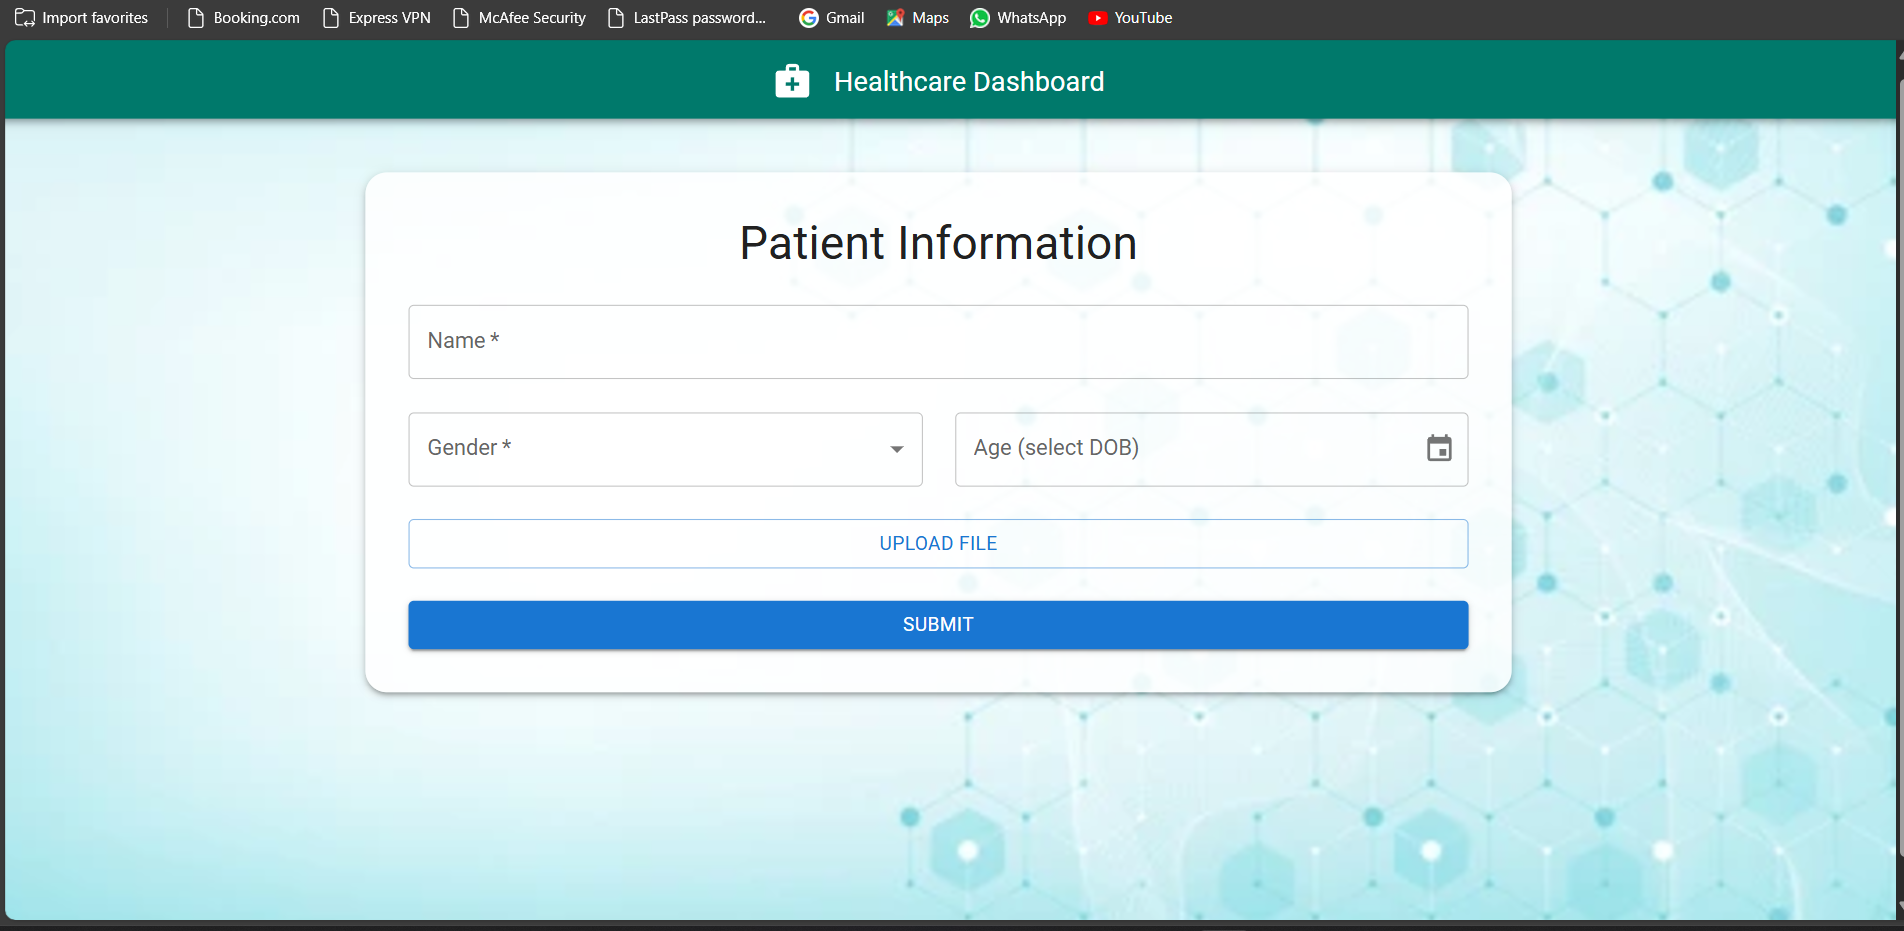 Import favorites Booking.com Express VPN McAfee Security LastPass password... Gmail Maps WhatsApp YouTube
Healthcare Dashboard
Patient Information
Name *
Gender * Age (select DOB)
UPLOAD FILE
SUBMIT